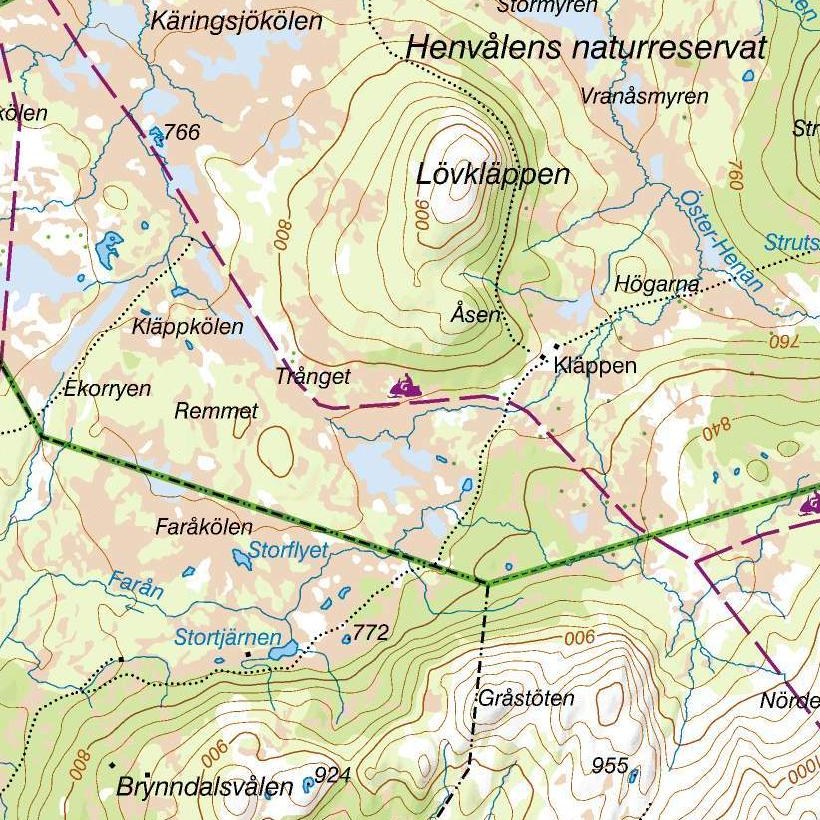 Stormyren
Käringsjökölen
Henvålens naturreservat
Vranåsmyren
kölen
766
Str
Lövkläppen
760
900
Öster-Henån
800
Struts
Högarna
Åsen
Kläppkölen
760
Kläppen
Trånget
Ekorryen
Remmet
840
Faråkölen
Storflyet
Farån
772
900
Stortjärnen
Gråstöten
Nörde
900
800
955
924
Brynndalsvålen
1000